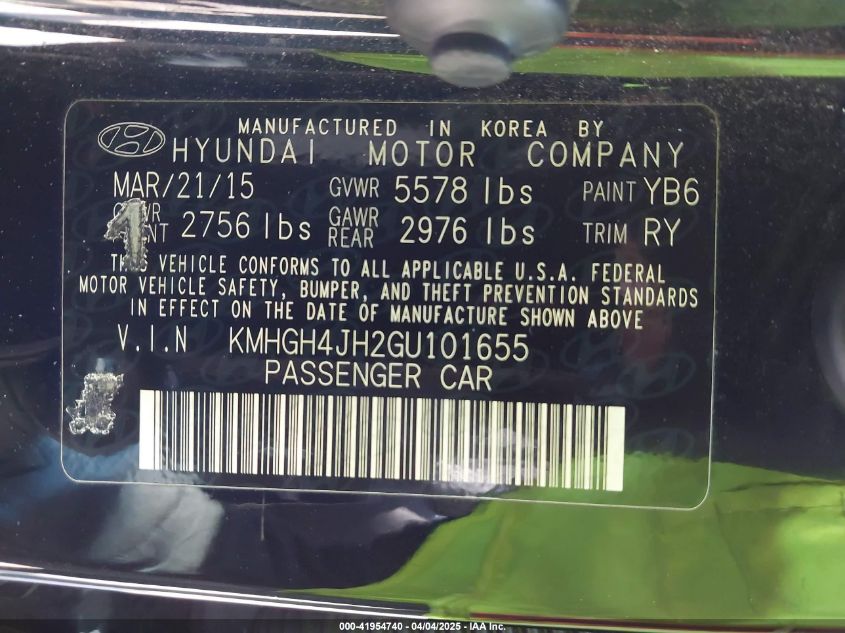 MANUFACTURED IN KOREA BY
HYUNDAI MOTOR COMPANY
MAR/21/15 GVWR 5578 lbs PAINT YB6
2756 lbs GAWR REAR 2976 lbs TRIM RY
THIS VEHICLE CONFORMS TO ALL APPLICABLE U.S.A. FEDERAL
MOTOR VEHICLE SAFETY, BUMPER, AND THEFT PREVENTION STANDARDS
IN EFFECT ON THE DATE OF MANUFACTURE SHOWN ABOVE
V.I.N KMHGH4JH2GU101655
PASSENGER CAR
000-41954740 - 04/04/2025 - IAA Inc.